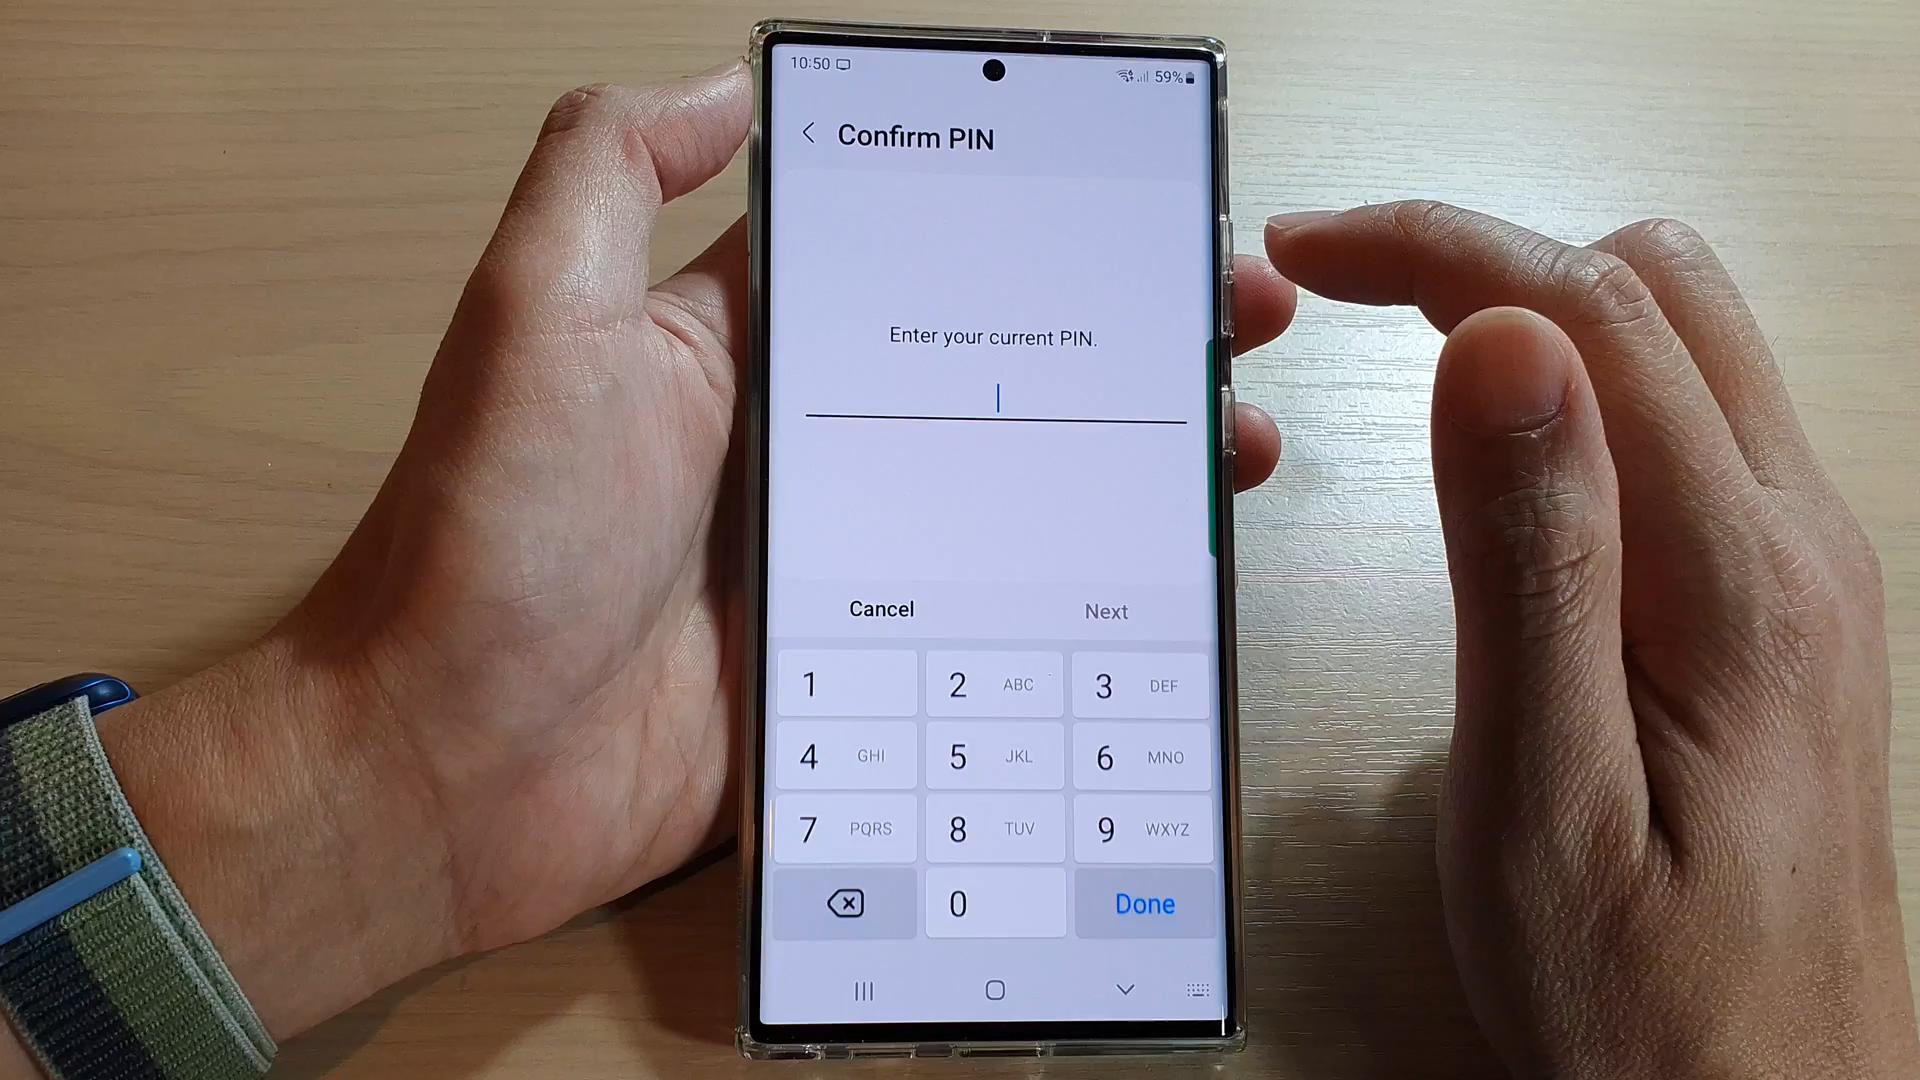 10:50 59%
Confirm PIN
Enter your current PIN.
Cancel Next
1 2 ABC 3 DEF
4 GHI 5 JKL 6 MNO
7 PQRS 8 TUV 9 WXYZ
0 Done